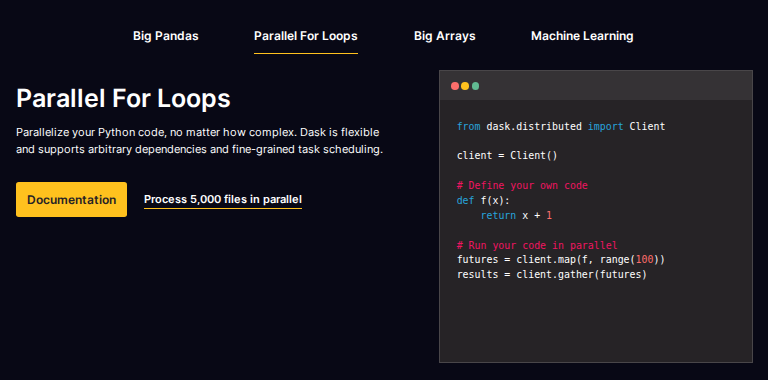 Big Pandas
Parallel For Loops
Big Arrays
Machine Learning
Parallel For Loops
Parallelize your Python code, no matter how complex. Dask is flexible
and supports arbitrary dependencies and fine-grained task scheduling.
Documentation
Process 5,000 files in parallel
from dask.distributed import Client
client = Client()
# Define your own code
def f(x):
    return x + 1
# Run your code in parallel
futures = client.map(f, range(100))
results = client.gather(futures)